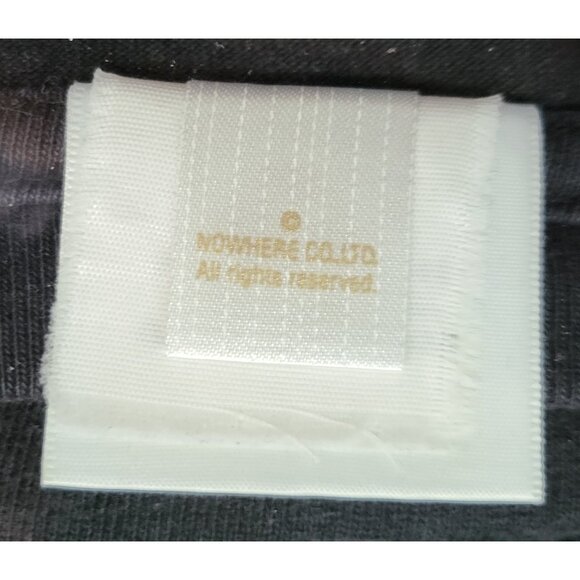 ©
NOWHERE CO.LTD.
All rights reserved.